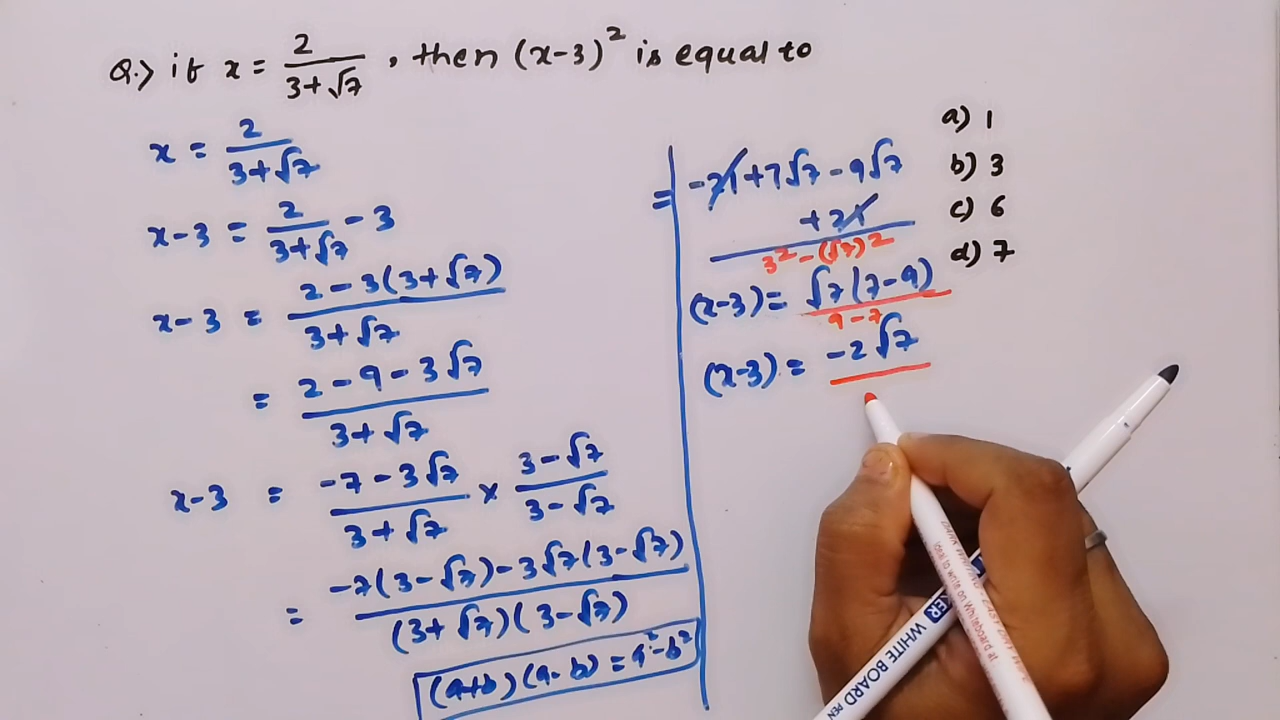 Q.> if x = 2/(3+√7), then (x-3)² is equal to
x = 2/(3+√7)
x-3 = 2/(3+√7) - 3
x-3 = (2-3(3+√7))/(3+√7)
= (2-9-3√7)/(3+√7)
x-3 = (-7-3√7)/(3+√7) × (3-√7)/(3-√7)
= (-7(3-√7)-3√7(3-√7))/((3+√7)(3-√7))
(a+b)(a-b) = a²-b²
= (-21+7√7-9√7+21)/(3²-(√7)²)
(x-3) = √7(7-9)/(9-7)
(x-3) = -2√7
a) 1
b) 3
c) 6
d) 7
WHITE BOARD
PEN